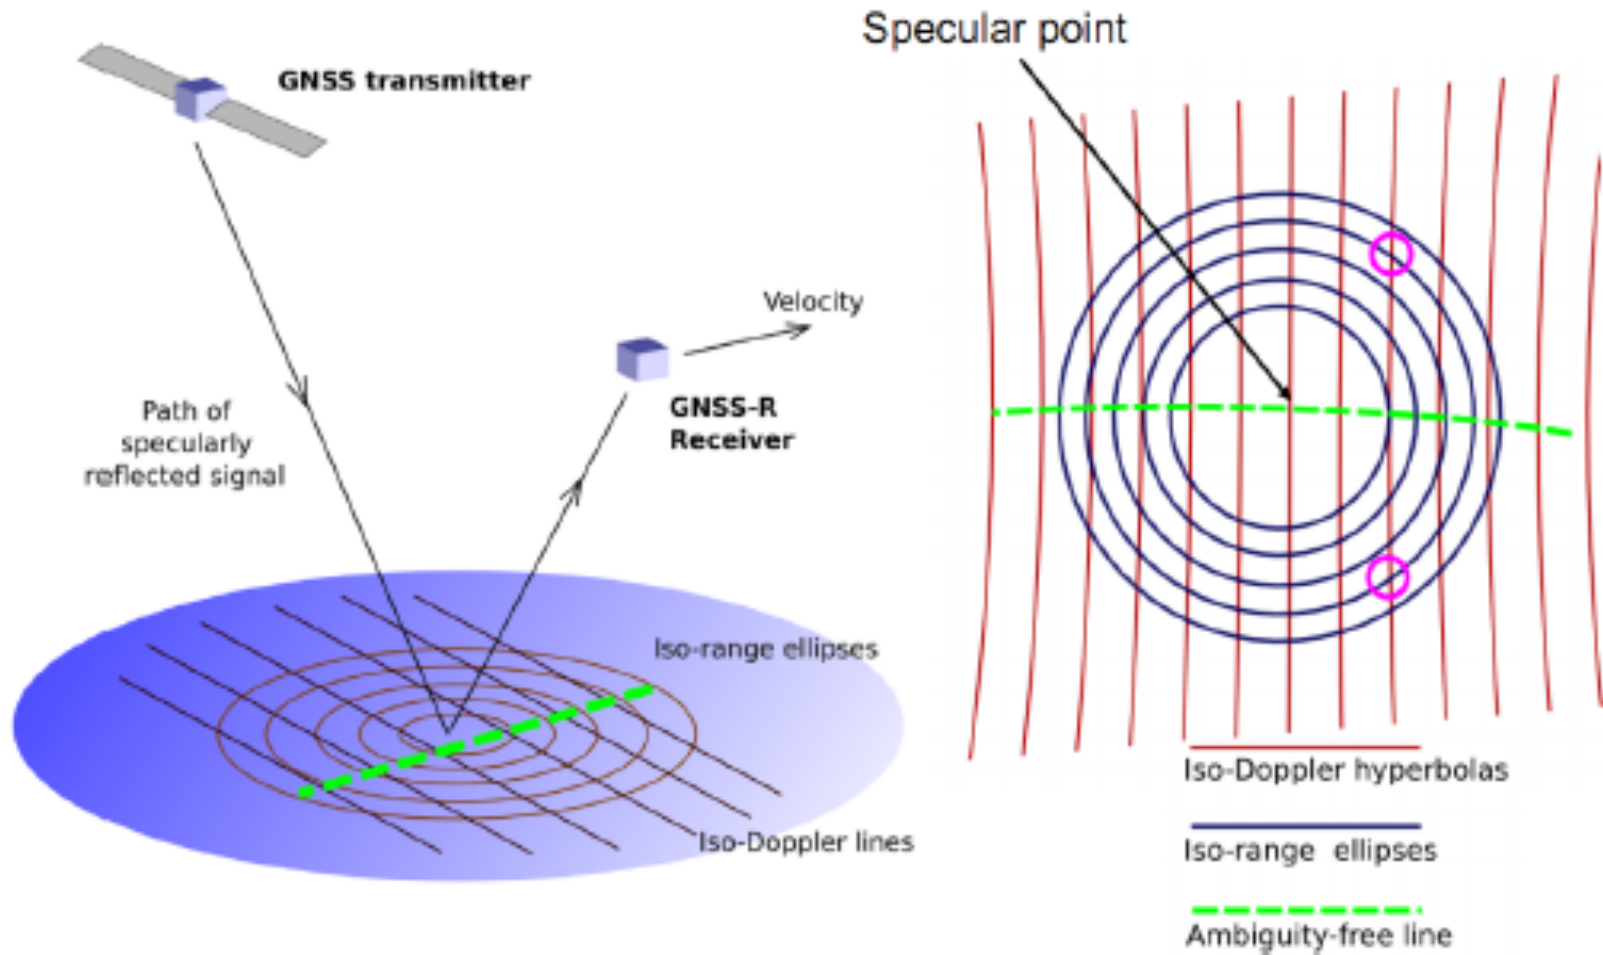 GNSS transmitter
Velocity
GNSS-R
Receiver
Path of
specularly
reflected signal
Iso-range ellipses
Iso-Doppler lines
Specular point
Iso-Doppler hyperbolas
Iso-range ellipses
Ambiguity-free line